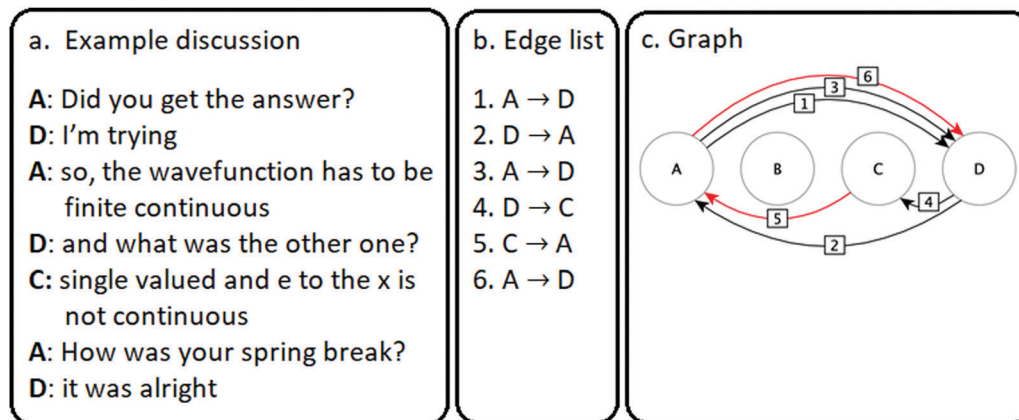 a. Example discussion
A: Did you get the answer?
D: I'm trying
A: so, the wavefunction has to be
finite continuous
D: and what was the other one?
C: single valued and e to the x is
not continuous
A: How was your spring break?
D: it was alright
b. Edge list
1. A → D
2. D → A
3. A → D
4. D → C
5. C → A
6. A → D
c. Graph
6
3
1
A
B
C
D
4
5
2